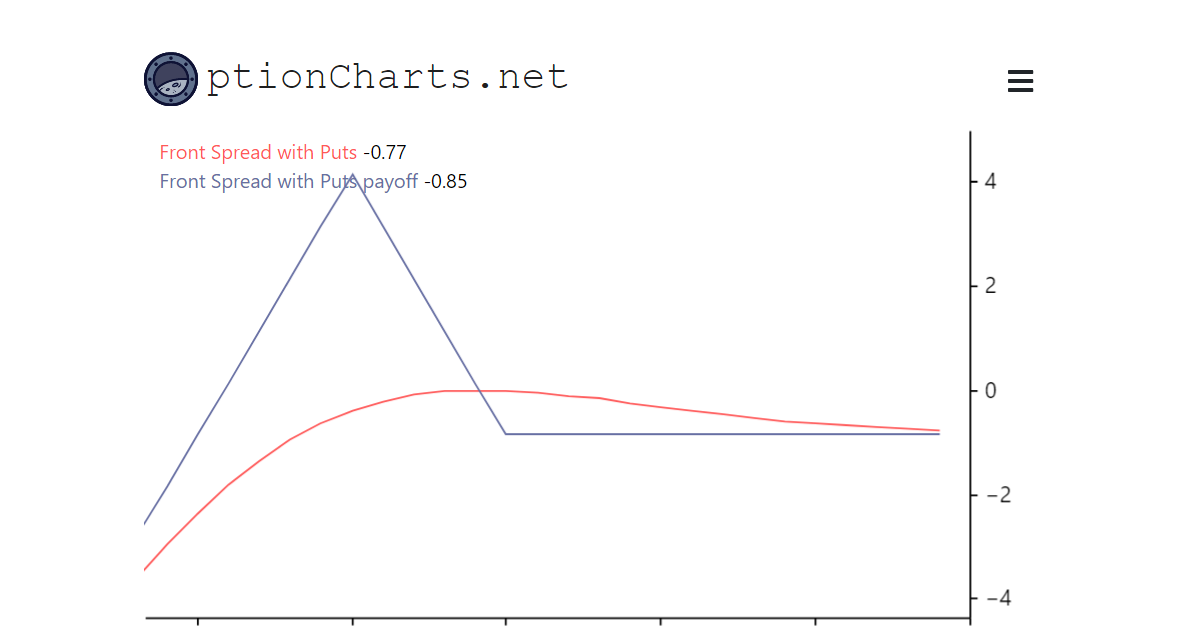 ptionCharts.net
Front Spread with Puts -0.77
Front Spread with Puts payoff -0.85
4
2
0
−2
−4